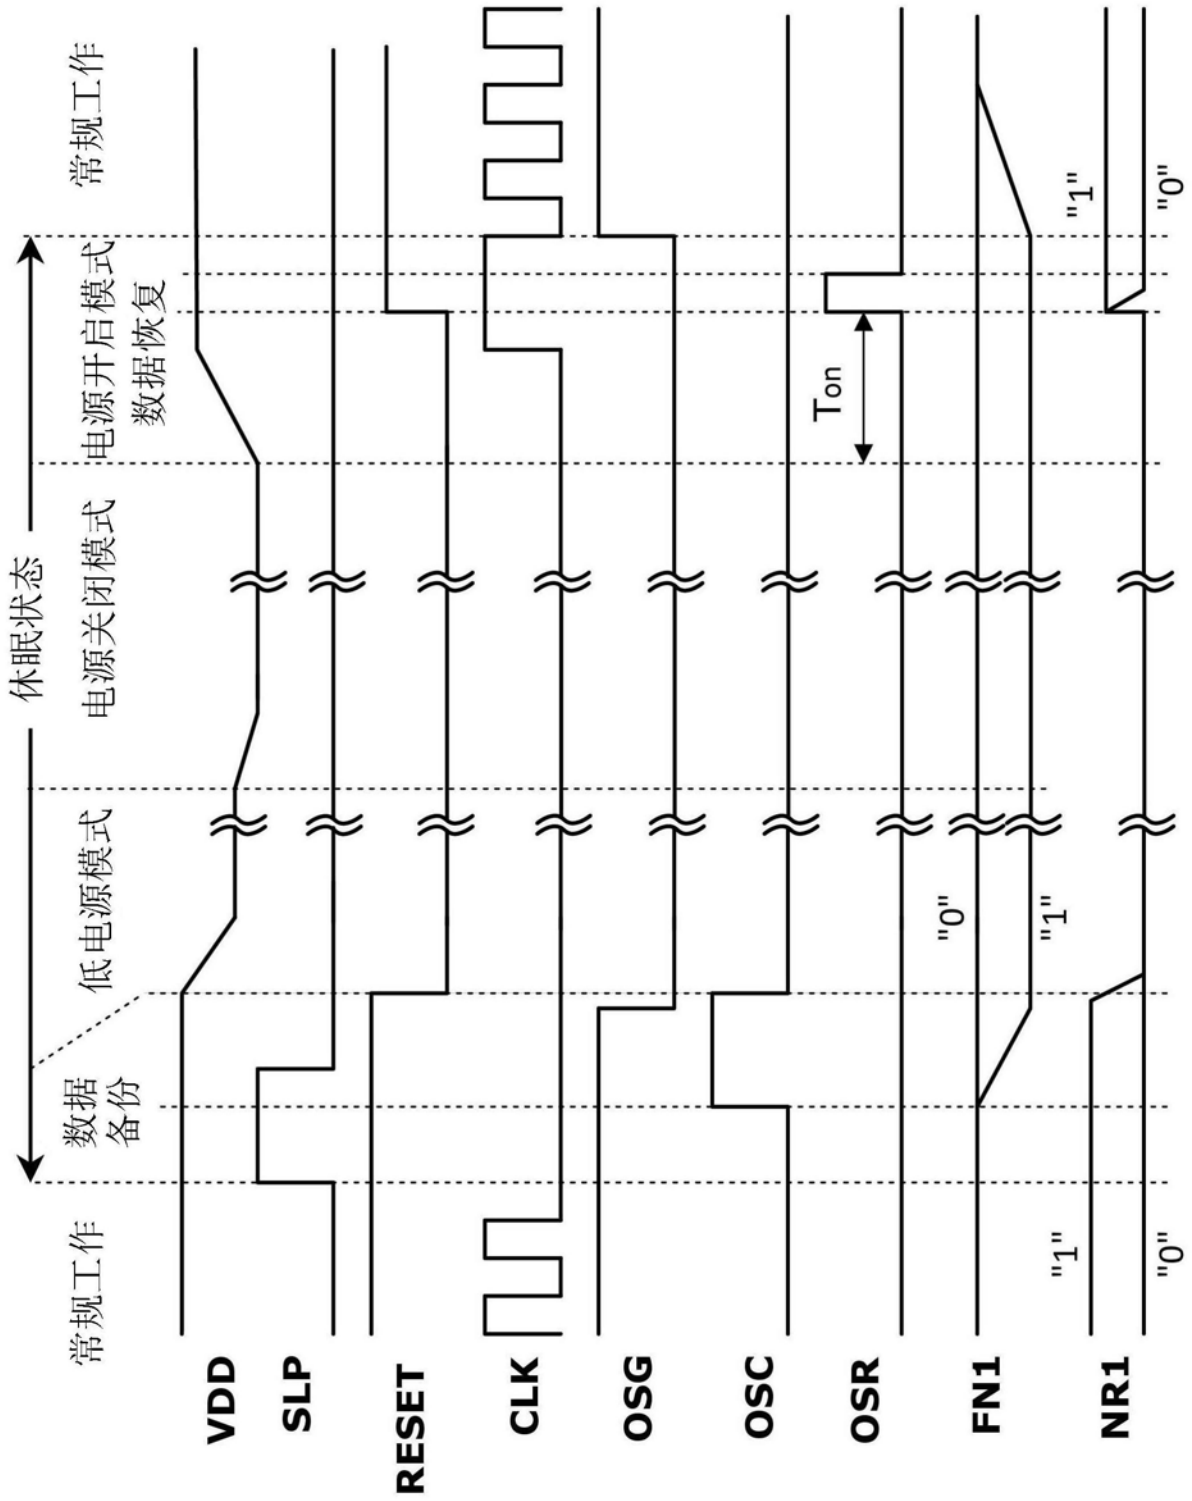 休眠状态
常规工作
数据
备份
低电源模式
电源关闭模式
电源开启模式
数据恢复
常规工作
VDD
SLP
RESET
CLK
OSG
OSC
OSR
Ton
FN1
"0"
"1"
NR1
"1"
"0"
"1"
"0"